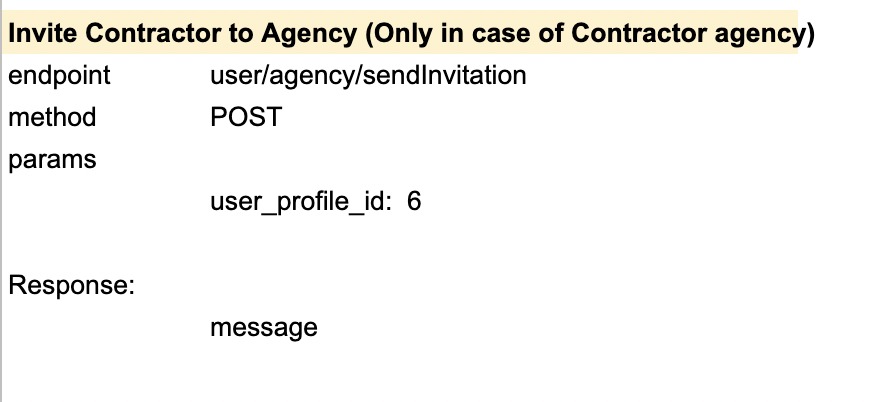 Invite Contractor to Agency (Only in case of Contractor agency)
endpoint user/agency/sendInvitation
method POST
params
user_profile_id: 6
Response:
message